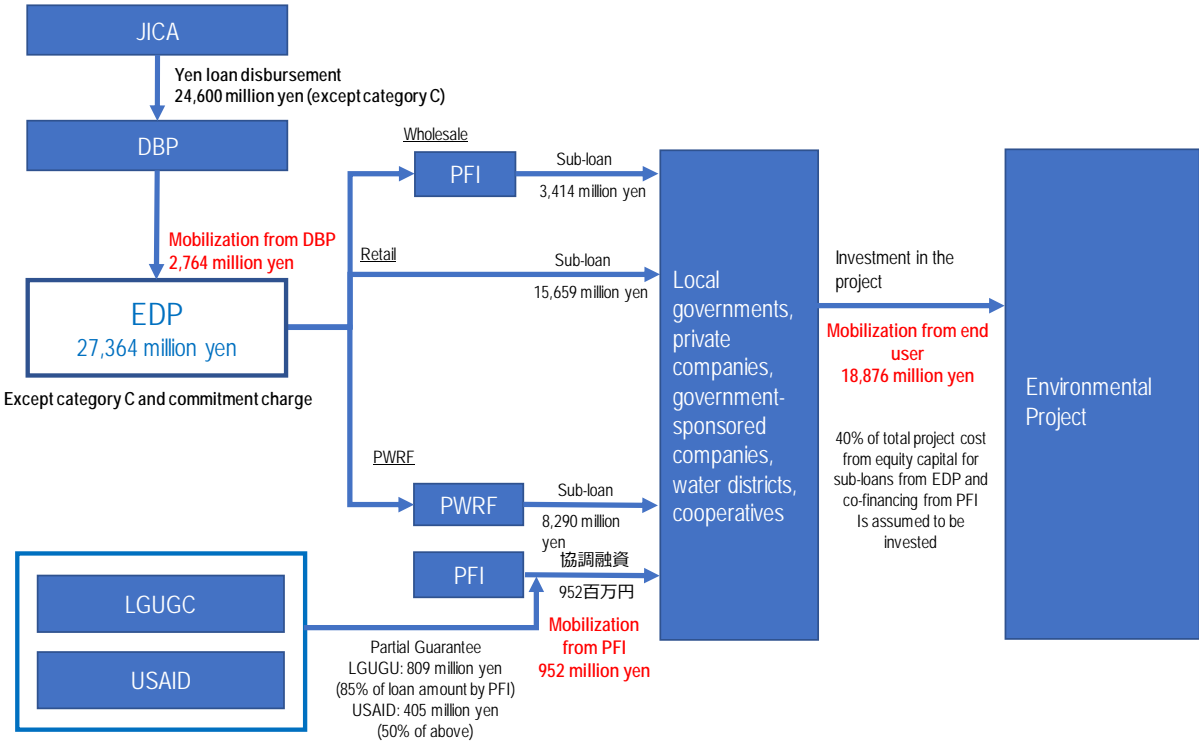 JICA
Yen loan disbursement
24,600 million yen (except category C)
DBP
Mobilization from DBP
2,764 million yen
EDP
27,364 million yen
Except category C and commitment charge
Wholesale
PFI
Sub-loan
3,414 million yen
Retail
Sub-loan
15,659 million yen
PWRF
PWRF
Sub-loan
8,290 million
yen
PFI
協調融資
952百万円
Mobilization
from PFI
952 million yen
LGUGC
USAID
Partial Guarantee
LGUGU: 809 million yen
(85% of loan amount by PFI)
USAID: 405 million yen
(50% of above)
Local
governments,
private
companies,
government-
sponsored
companies,
water districts,
cooperatives
Investment in the
project
Mobilization from end
user
18,876 million yen
40% of total project cost
from equity capital for
sub-loans from EDP and
co-financing from PFI
Is assumed to be
invested
Environmental
Project